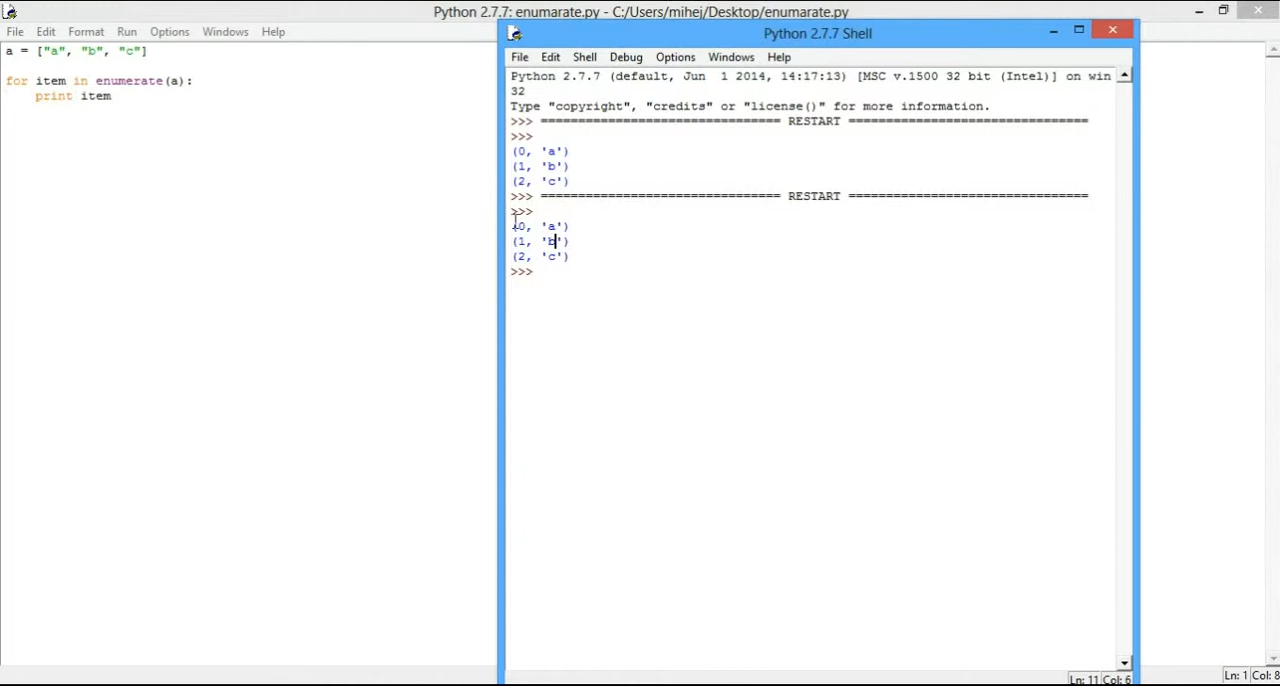 Python 2.7.7: enumarate.py - C:/Users/mihej/Desktop/enumarate.py
File Edit Format Run Options Windows Help
a = ["a", "b", "c"]
for item in enumerate(a):
    print item
Python 2.7.7 Shell
File Edit Shell Debug Options Windows Help
Python 2.7.7 (default, Jun  1 2014, 14:17:13) [MSC v.1500 32 bit (Intel)] on win
32
Type "copyright", "credits" or "license()" for more information.
>>> ================================ RESTART ================================
>>>
(0, 'a')
(1, 'b')
(2, 'c')
>>> ================================ RESTART ================================
>>>
(0, 'a')
(1, 'b')
(2, 'c')
>>>
Ln: 11 Col: 6
Ln: 1 Col: 8